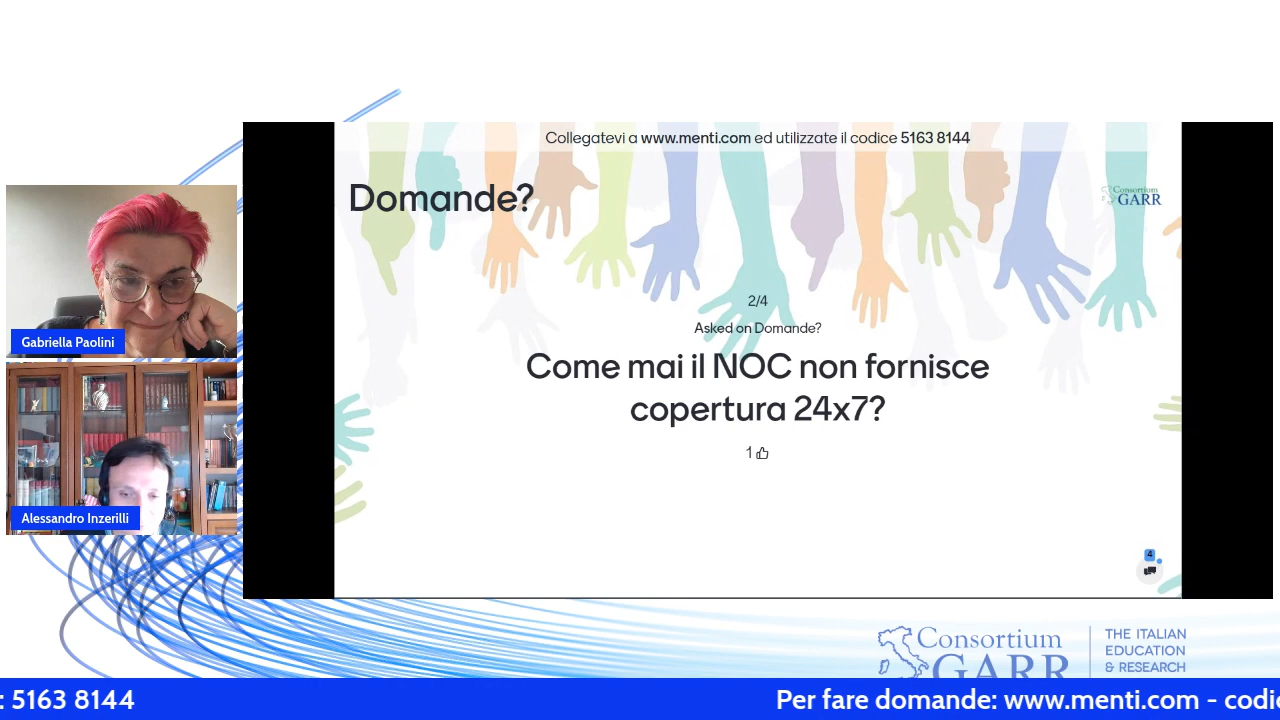 Collegatevi a www.menti.com ed utilizzate il codice 5163 8144
Domande?
Consortium
GARR
2/4
Asked on Domande?
Come mai il NOC non fornisce
copertura 24x7?
1
4
Gabriella Paolini
Alessandro Inzerilli
Consortium
GARR
THE ITALIAN
EDUCATION
& RESEARCH
: 5163 8144
Per fare domande: www.menti.com - codic